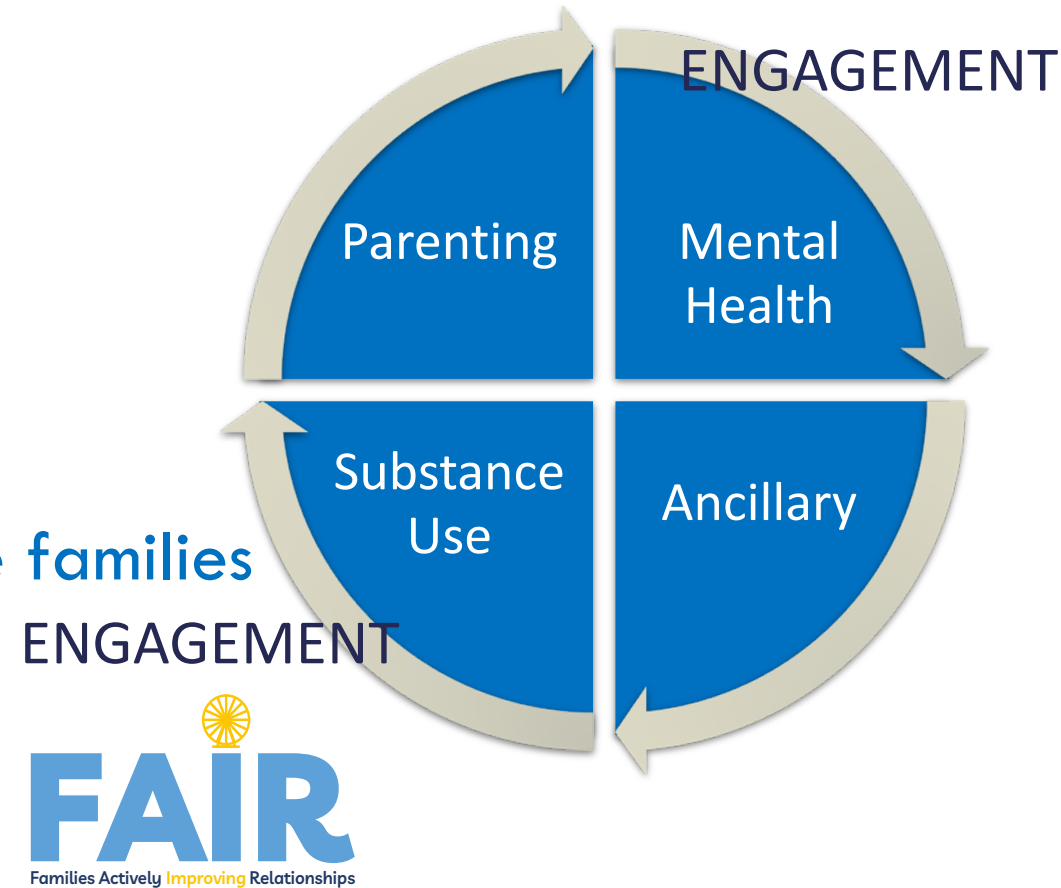 ENGAGEMENT
Parenting
Mental
Health
Substance
Use
Ancillary
families
ENGAGEMENT
FAIR
Families Actively Improving Relationships